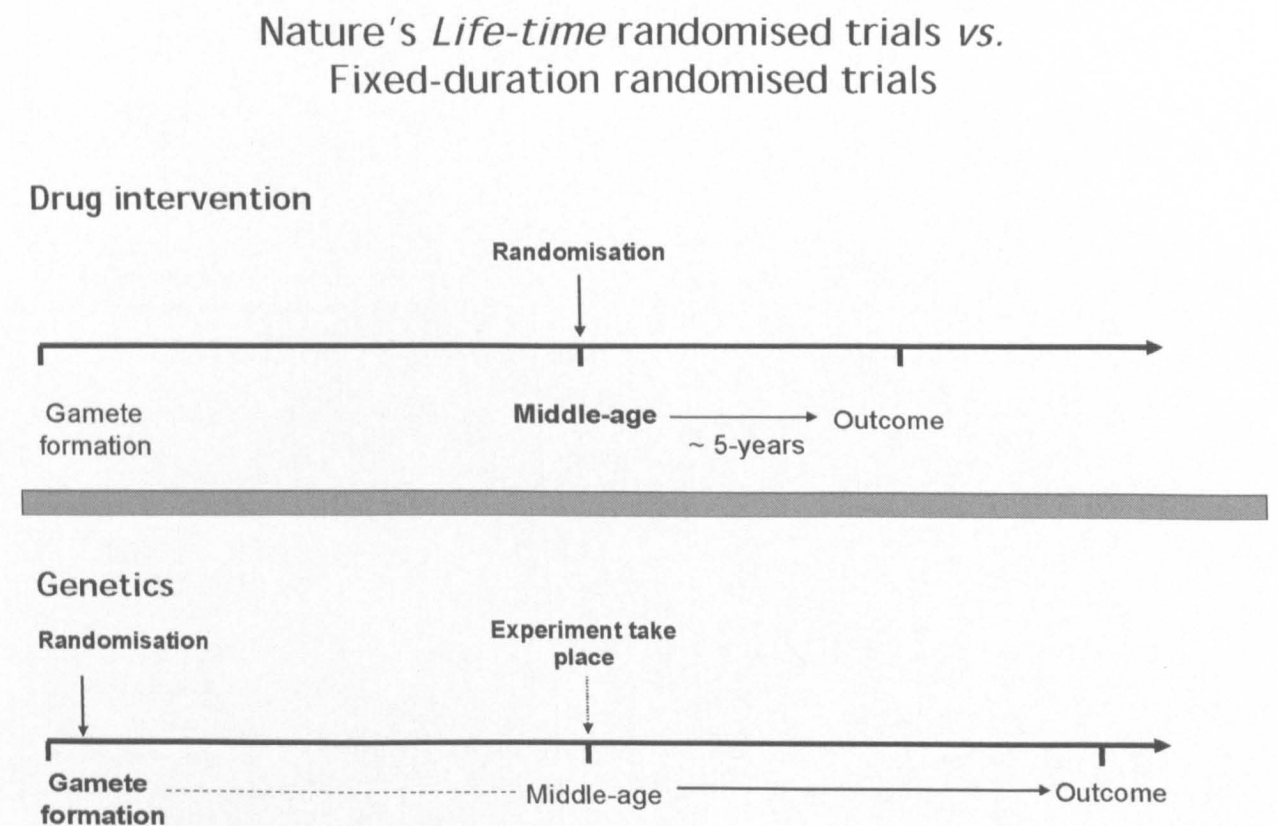 Nature's Life-time randomised trials vs.
Fixed-duration randomised trials
Drug intervention
Randomisation
Gamete
formation
Middle-age
~ 5-years
Outcome
Genetics
Randomisation
Experiment take
place
Gamete
formation
Middle-age
Outcome